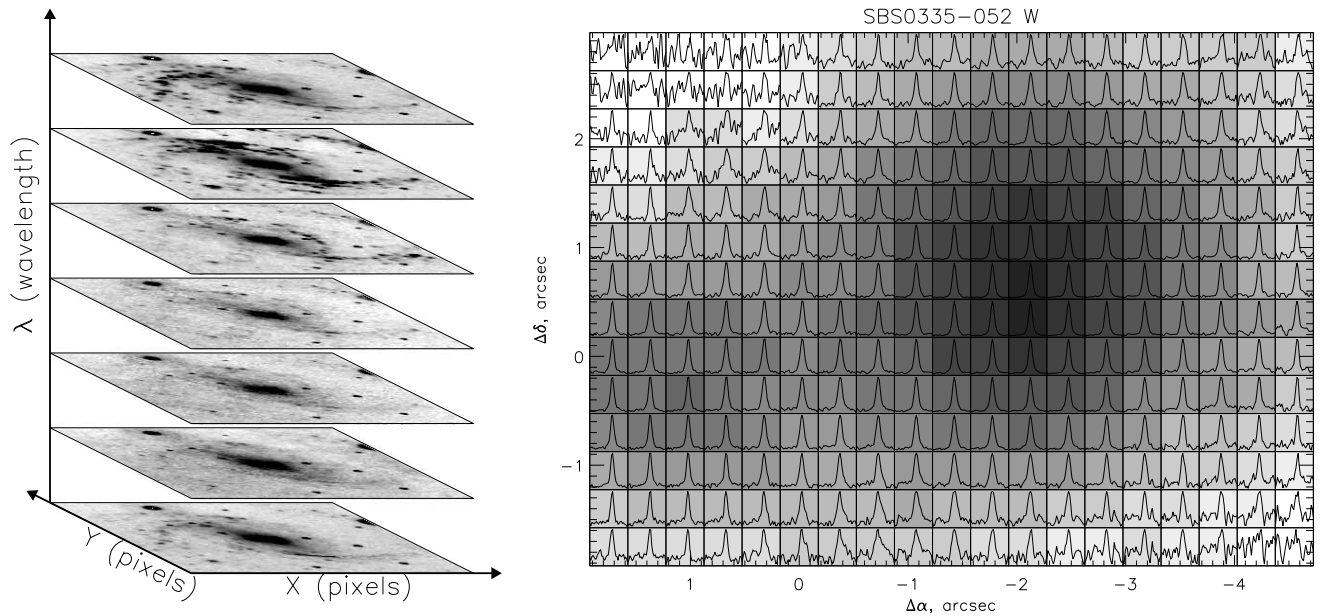 λ (wavelength)
Y (pixels)
X (pixels)
SBS0335−052 W
Δδ, arcsec
2
1
0
−1
1
0
−1
−2
−3
−4
Δα, arcsec